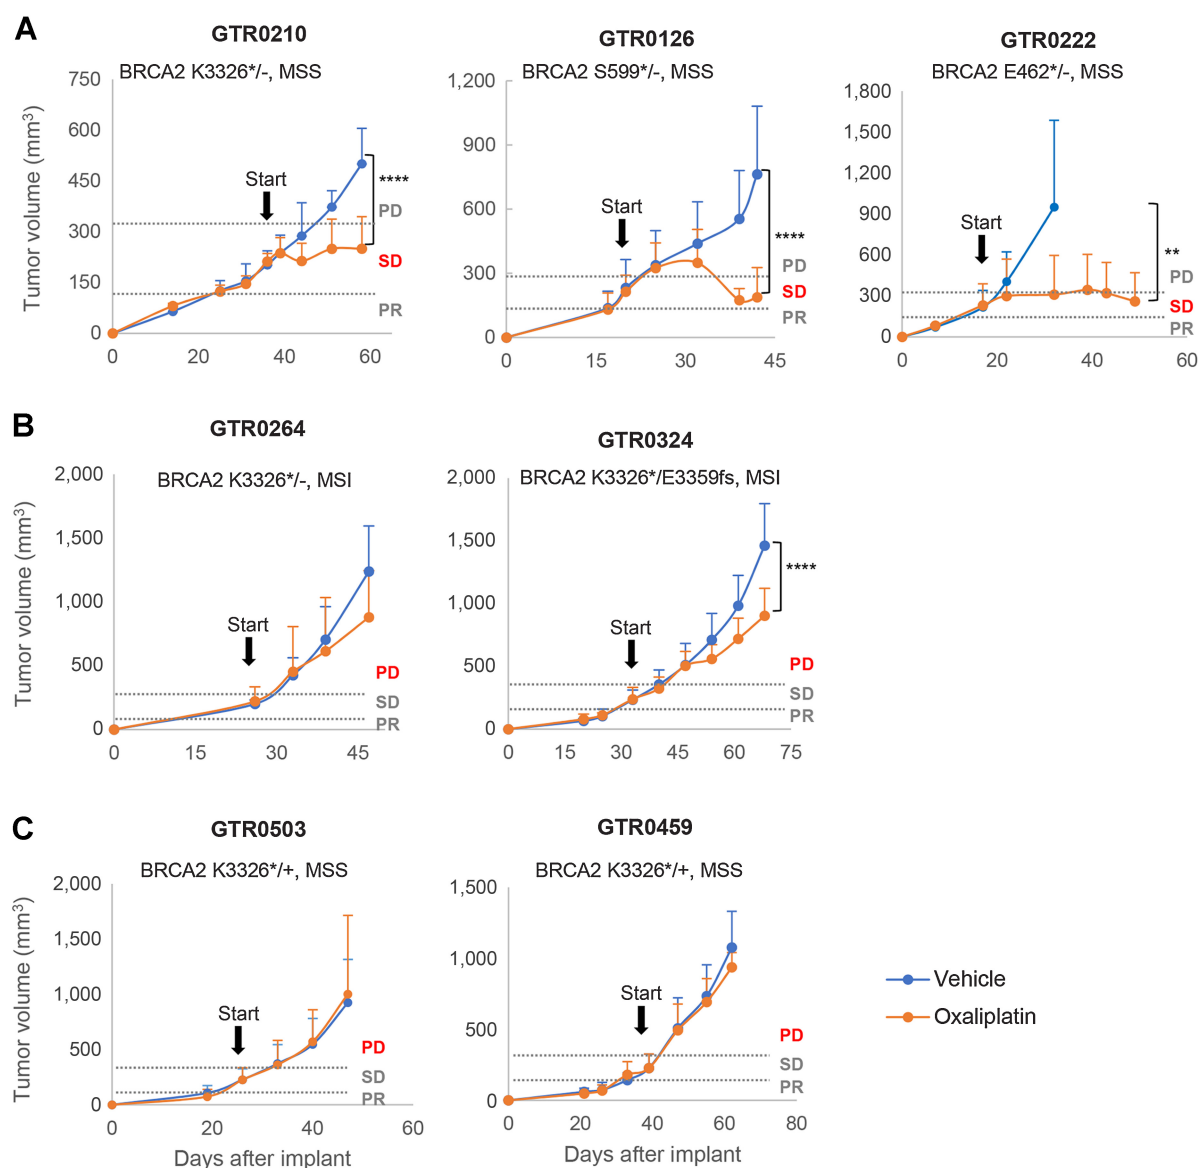 A
GTR0210
BRCA2 K3326*/-, MSS
Tumor volume (mm³)
750
600
450
300
150
0
0
20
40
60
Start
****
PD
SD
PR
GTR0126
BRCA2 S599*/-, MSS
1,200
900
600
300
0
0
15
30
45
Start
****
PD
SD
PR
GTR0222
BRCA2 E462*/-, MSS
1,800
1,500
1,200
900
600
300
0
0
20
40
60
Start
**
PD
SD
PR
B
GTR0264
BRCA2 K3326*/-, MSI
Tumor volume (mm³)
2,000
1,500
1,000
500
0
0
15
30
45
Start
PD
SD
PR
GTR0324
BRCA2 K3326*/E3359fs, MSI
2,000
1,500
1,000
500
0
0
15
30
45
60
75
Start
****
PD
SD
PR
C
GTR0503
BRCA2 K3326*/+, MSS
Tumor volume (mm³)
2,000
1,500
1,000
500
0
0
20
40
60
Start
PD
SD
PR
Days after implant
GTR0459
BRCA2 K3326*/+, MSS
1,500
1,000
500
0
0
20
40
60
80
Start
PD
SD
PR
Days after implant
Vehicle
Oxaliplatin